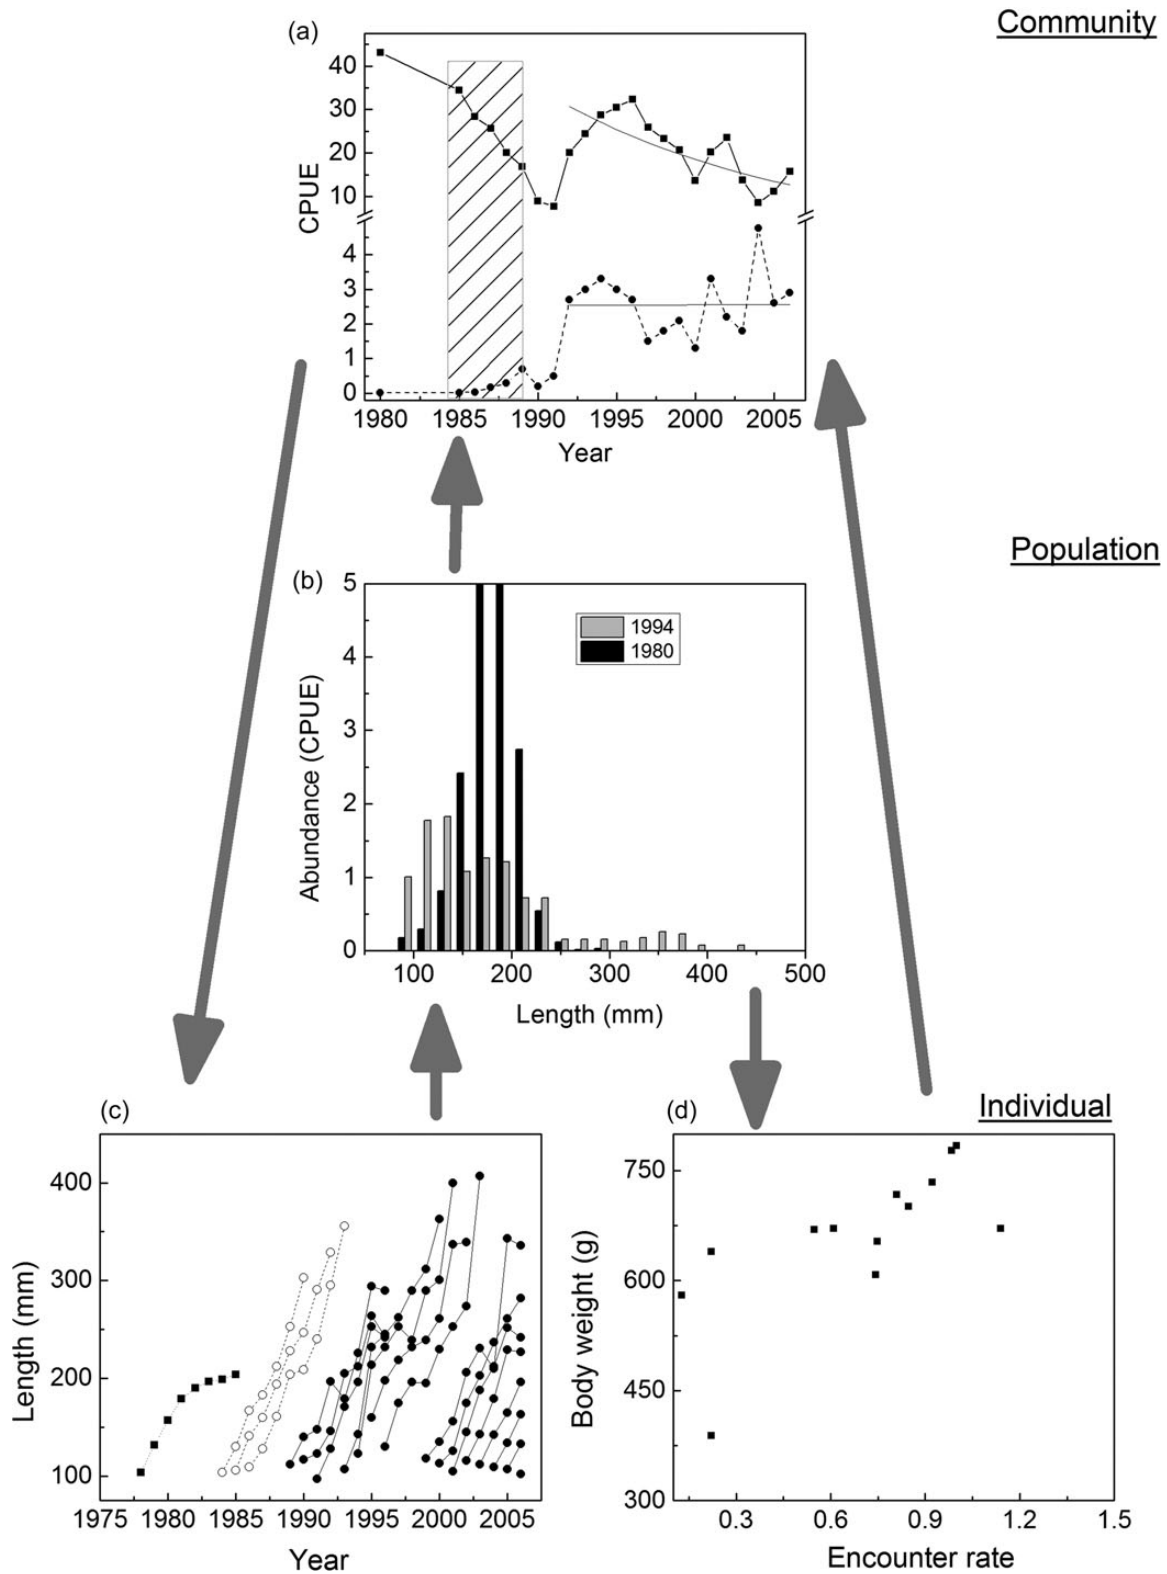 Community
(a)
40
30
20
10
4
3
2
1
0
CPUE
1980 1985 1990 1995 2000 2005
Year
Population
(b)
5
4
3
2
1
0
Abundance (CPUE)
1994
1980
100 200 300 400 500
Length (mm)
Individual
(c)
400
300
200
100
Length (mm)
1975 1980 1985 1990 1995 2000 2005
Year
(d)
750
600
450
300
Body weight (g)
0.3 0.6 0.9 1.2 1.5
Encounter rate